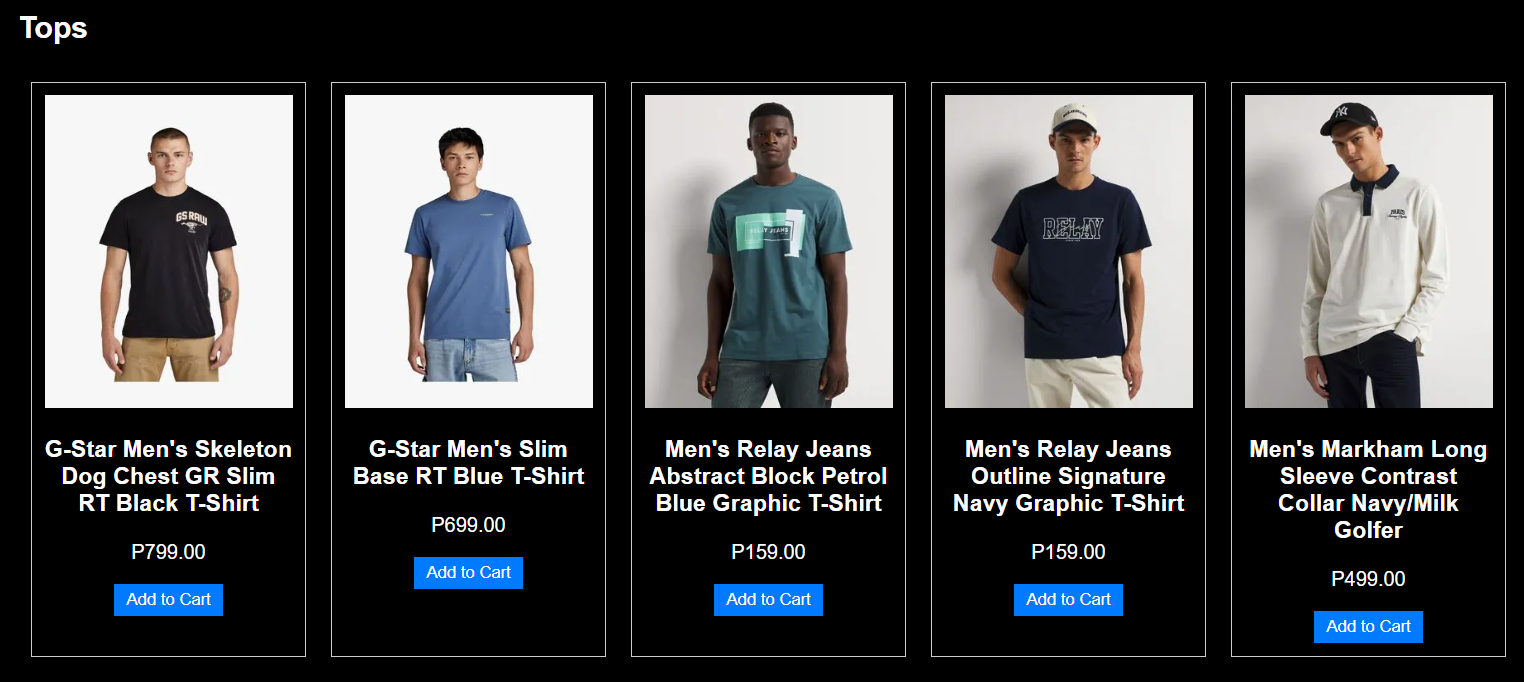 Tops
GS RAW
RELAY JEANS
RELAY
PARIS
G-Star Men's Skeleton
Dog Chest GR Slim
RT Black T-Shirt
P799.00
Add to Cart
G-Star Men's Slim
Base RT Blue T-Shirt
P699.00
Add to Cart
Men's Relay Jeans
Abstract Block Petrol
Blue Graphic T-Shirt
P159.00
Add to Cart
Men's Relay Jeans
Outline Signature
Navy Graphic T-Shirt
P159.00
Add to Cart
Men's Markham Long
Sleeve Contrast
Collar Navy/Milk
Golfer
P499.00
Add to Cart